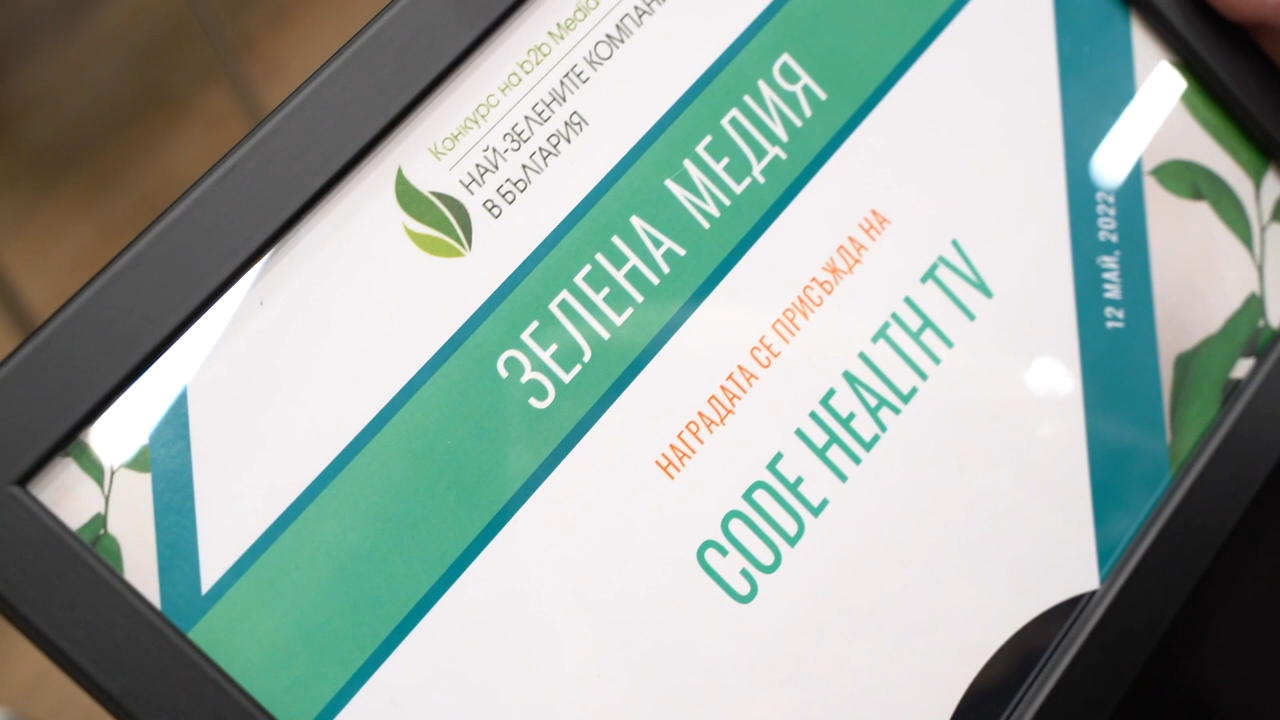 Конкурс на b2b Media
НАЙ-ЗЕЛЕНИТЕ
В БЪЛГАРИЯ
ЗЕЛЕНА МЕДИЯ
НАГРАДАТА СЕ ПРИСЪЖДА НА
CODE HEALTH TV
12 МАЙ, 2022